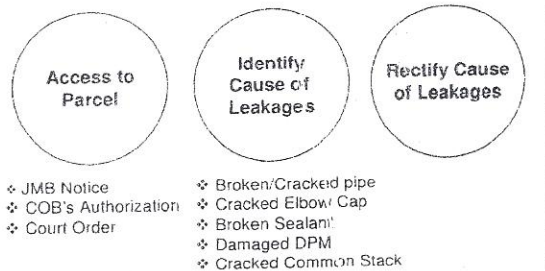 Access to
Parcel
Identify
Cause of
Leakages
Rectify Cause
of Leakages
❖ JMB Notice
❖ COB's Authorization
❖ Court Order
❖ Broken/Cracked pipe
❖ Cracked Elbow Cap
❖ Broken Sealant
❖ Damaged DPM
❖ Cracked Common Stack